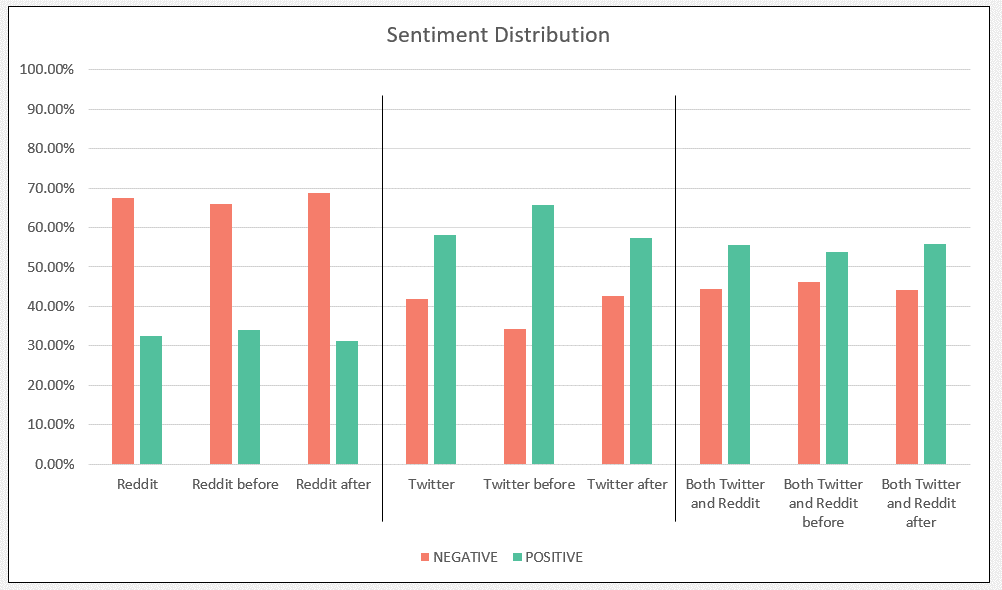 Sentiment Distribution
100.00%
90.00%
80.00%
70.00%
60.00%
50.00%
40.00%
30.00%
20.00%
10.00%
0.00%
Reddit
Reddit before
Reddit after
Twitter
Twitter before
Twitter after
Both Twitter
and Reddit
Both Twitter
and Reddit
before
Both Twitter
and Reddit
after
NEGATIVE
POSITIVE